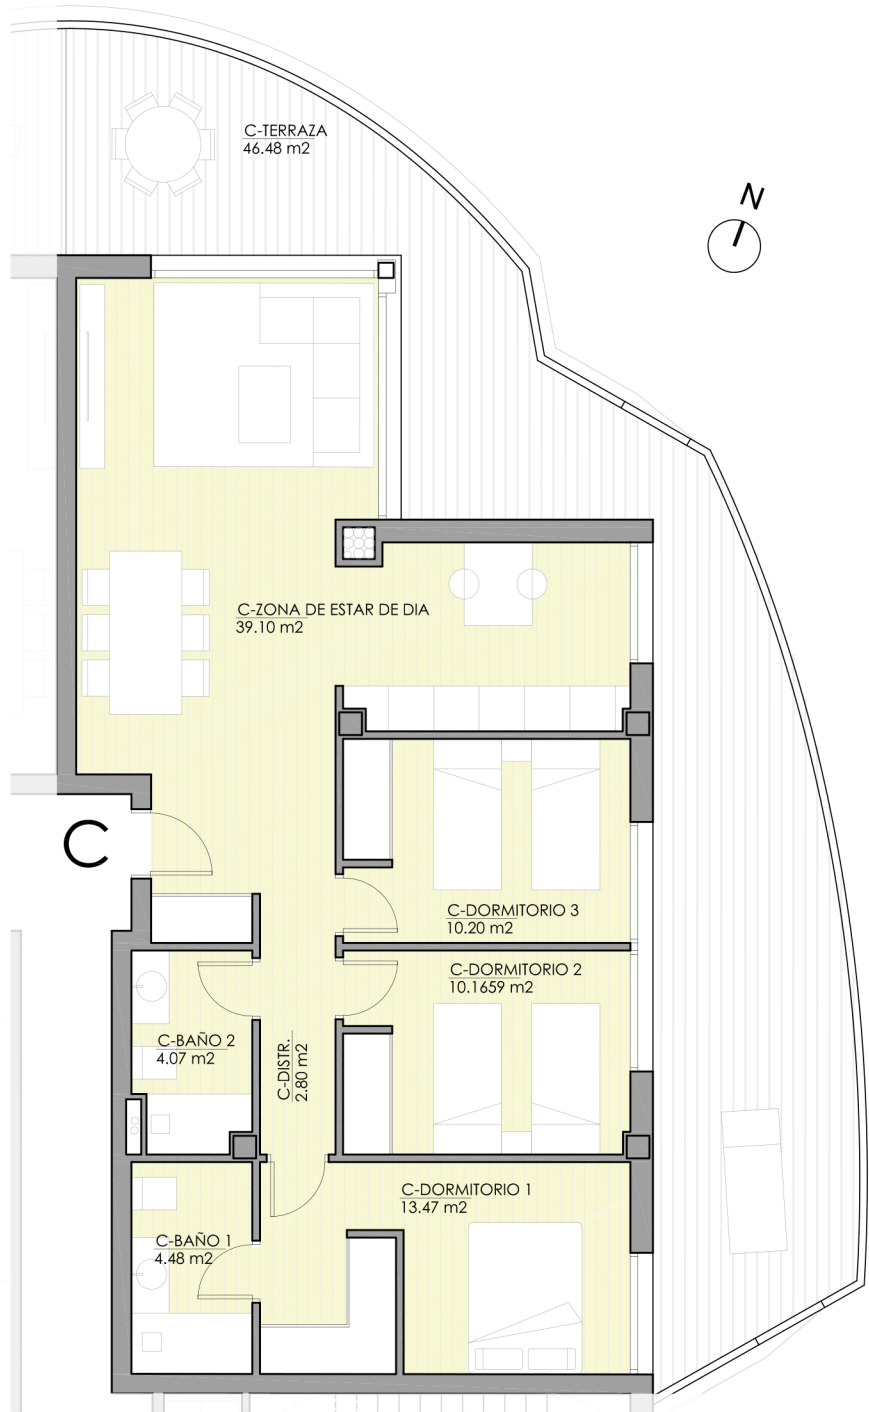 C-TERRAZA
46.48 m2
N
C-ZONA DE ESTAR DE DIA
39.10 m2
C
C-DORMITORIO 3
10.20 m2
C-DORMITORIO 2
10.1659 m2
C-BAÑO 2
4.07 m2
C-DISTR.
2.80 m2
C-DORMITORIO 1
13.47 m2
C-BAÑO 1
4.48 m2